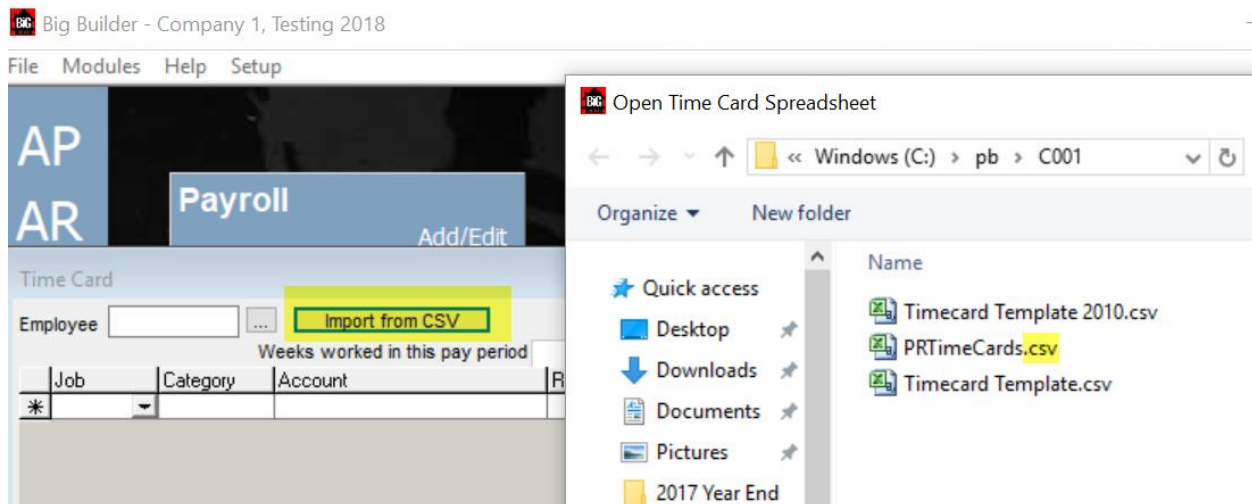 BiG Big Builder - Company 1, Testing 2018
File Modules Help Setup
AP
AR
Payroll
Add/Edit
Time Card
Employee ... Import from CSV
Weeks worked in this pay period
Job Category Account R
BiG Open Time Card Spreadsheet
« Windows (C:) > pb > C001
Organize New folder
Name
Quick access
Desktop
Downloads
Documents
Pictures
2017 Year End
Timecard Template 2010.csv
PRTimeCards.csv
Timecard Template.csv